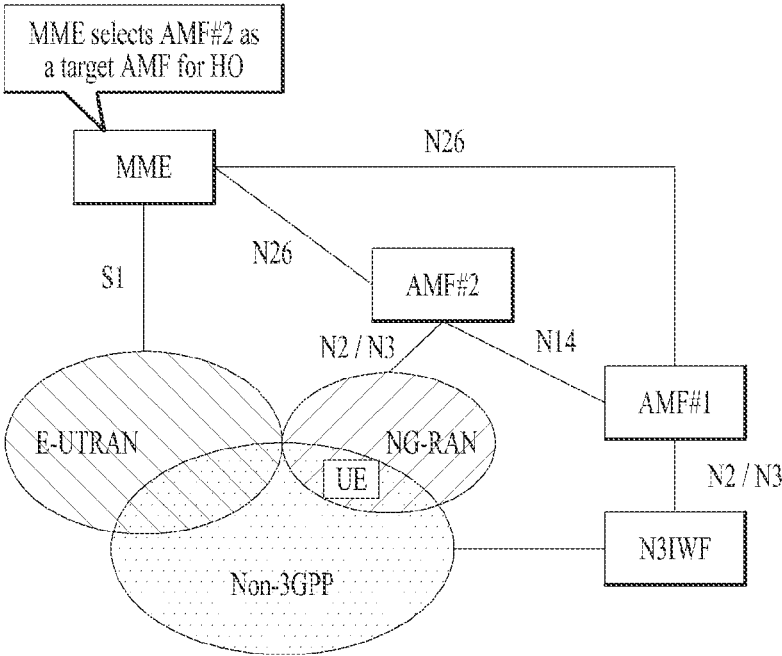 MME selects AMF#2 as
a target AMF for HO
MME
N26
N26
S1
AMF#2
N2 / N3
N14
AMF#1
E-UTRAN
NG-RAN
UE
N2 / N3
N3IWF
Non-3GPP